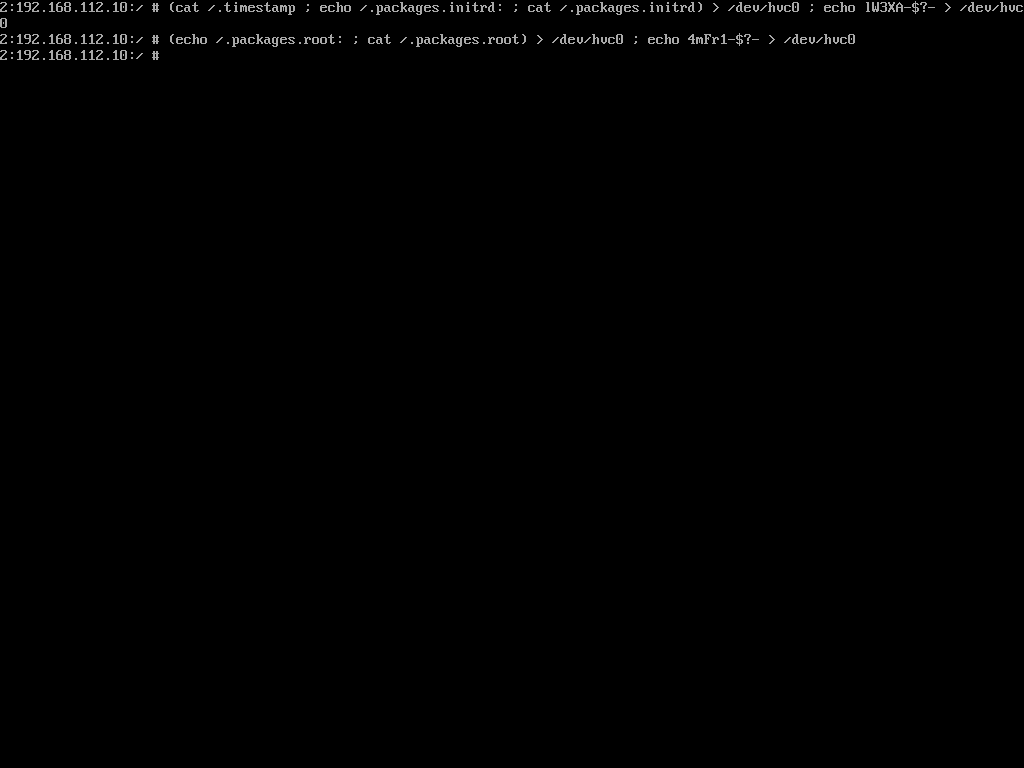 2:192.168.112.10:/ # (cat /.timestamp ; echo /.packages.initrd: ; cat /.packages.initrd) > /dev/hvc0 ; echo lW3XA-$?- > /dev/hvc
0
2:192.168.112.10:/ # (echo /.packages.root: ; cat /.packages.root) > /dev/hvc0 ; echo 4mFr1-$?- > /dev/hvc0
2:192.168.112.10:/ #